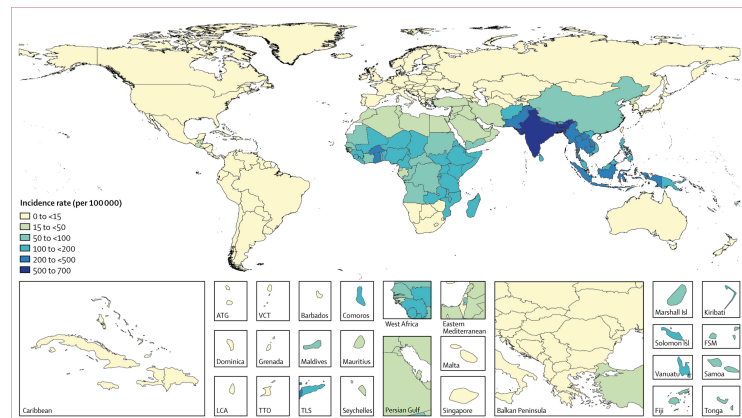 Incidence rate (per 100 000)
0 to <15
15 to <50
50 to <100
100 to <200
200 to <500
500 to 700
Caribbean
ATG
VCT
Barbados
Comoros
West Africa
Eastern
Mediterranean
Dominica
Grenada
Maldives
Mauritius
Malta
LCA
TTO
TLS
Seychelles
Persian Gulf
Singapore
Balkan Peninsula
Marshall Isl
Kiribati
Solomon Isl
FSM
Vanuatu
Samoa
Fiji
Tonga